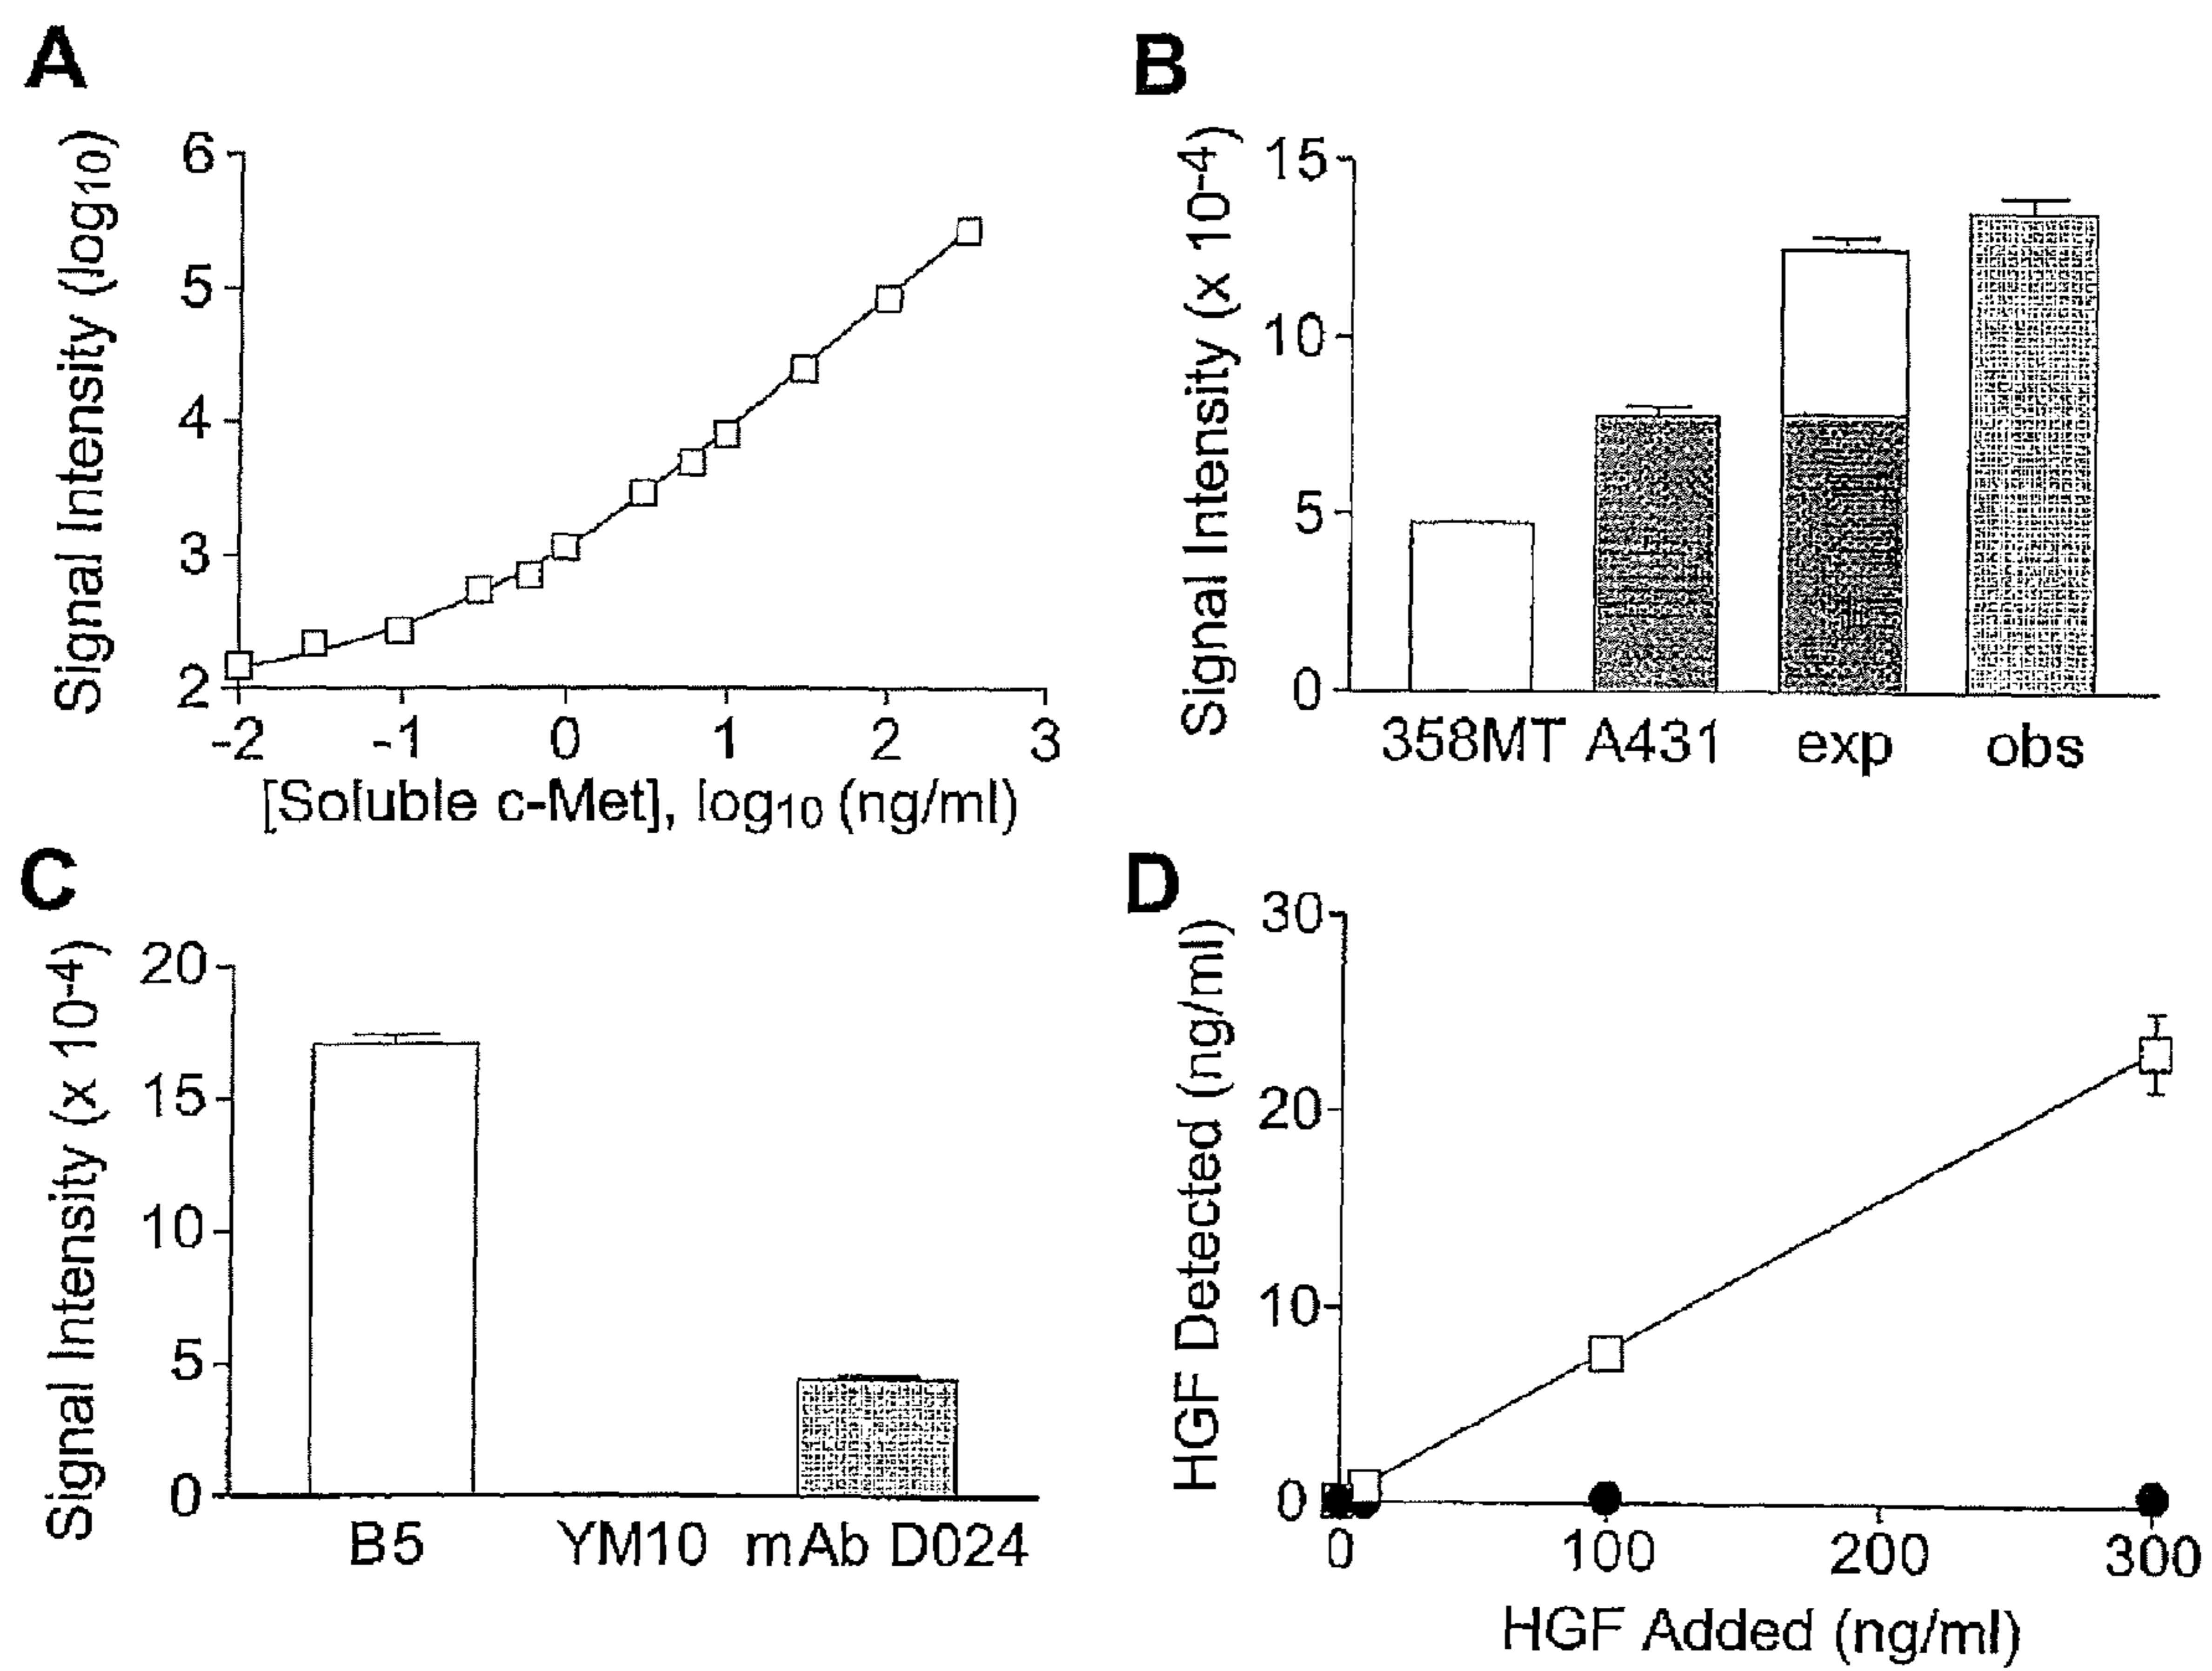 A
Signal Intensity (log10)
6
5
4
3
2
-2 -1 0 1 2 3
[Soluble c-Met], log10 (ng/ml)
B
Signal Intensity (x 10-4)
15
10
5
0
358MT A431 exp obs
C
Signal Intensity (x 10-4)
20
15
10
5
0
B5 YM10 mAb D024
D
HGF Detected (ng/ml)
30
20
10
0
0 100 200 300
HGF Added (ng/ml)